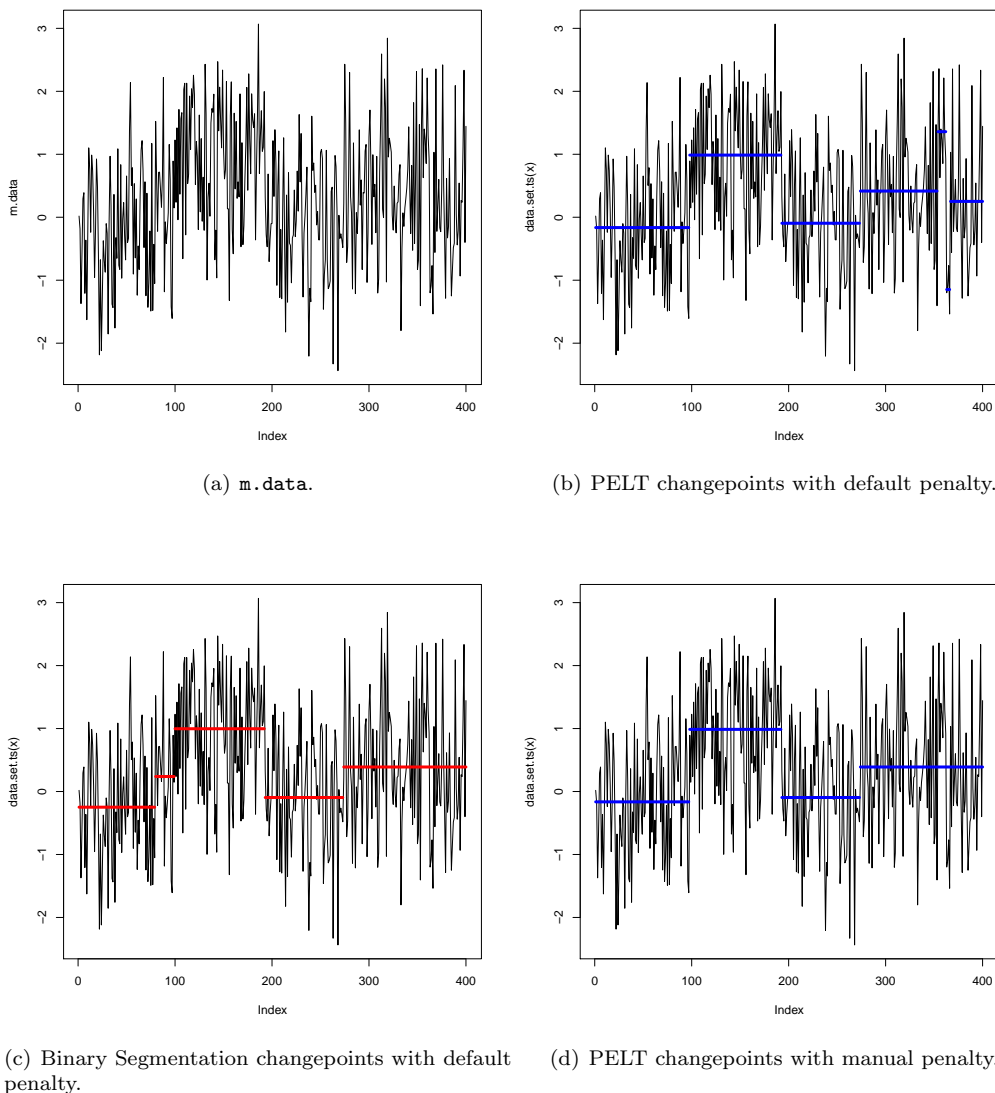 3
2
1
0
−1
−2
m.data
0 100 200 300 400
Index
(a) m.data.
3
2
1
0
−1
−2
data.set.ts(x)
0 100 200 300 400
Index
(b) PELT changepoints with default penalty.
3
2
1
0
−1
−2
data.set.ts(x)
0 100 200 300 400
Index
(c) Binary Segmentation changepoints with default
penalty.
3
2
1
0
−1
−2
data.set.ts(x)
0 100 200 300 400
Index
(d) PELT changepoints with manual penalty.